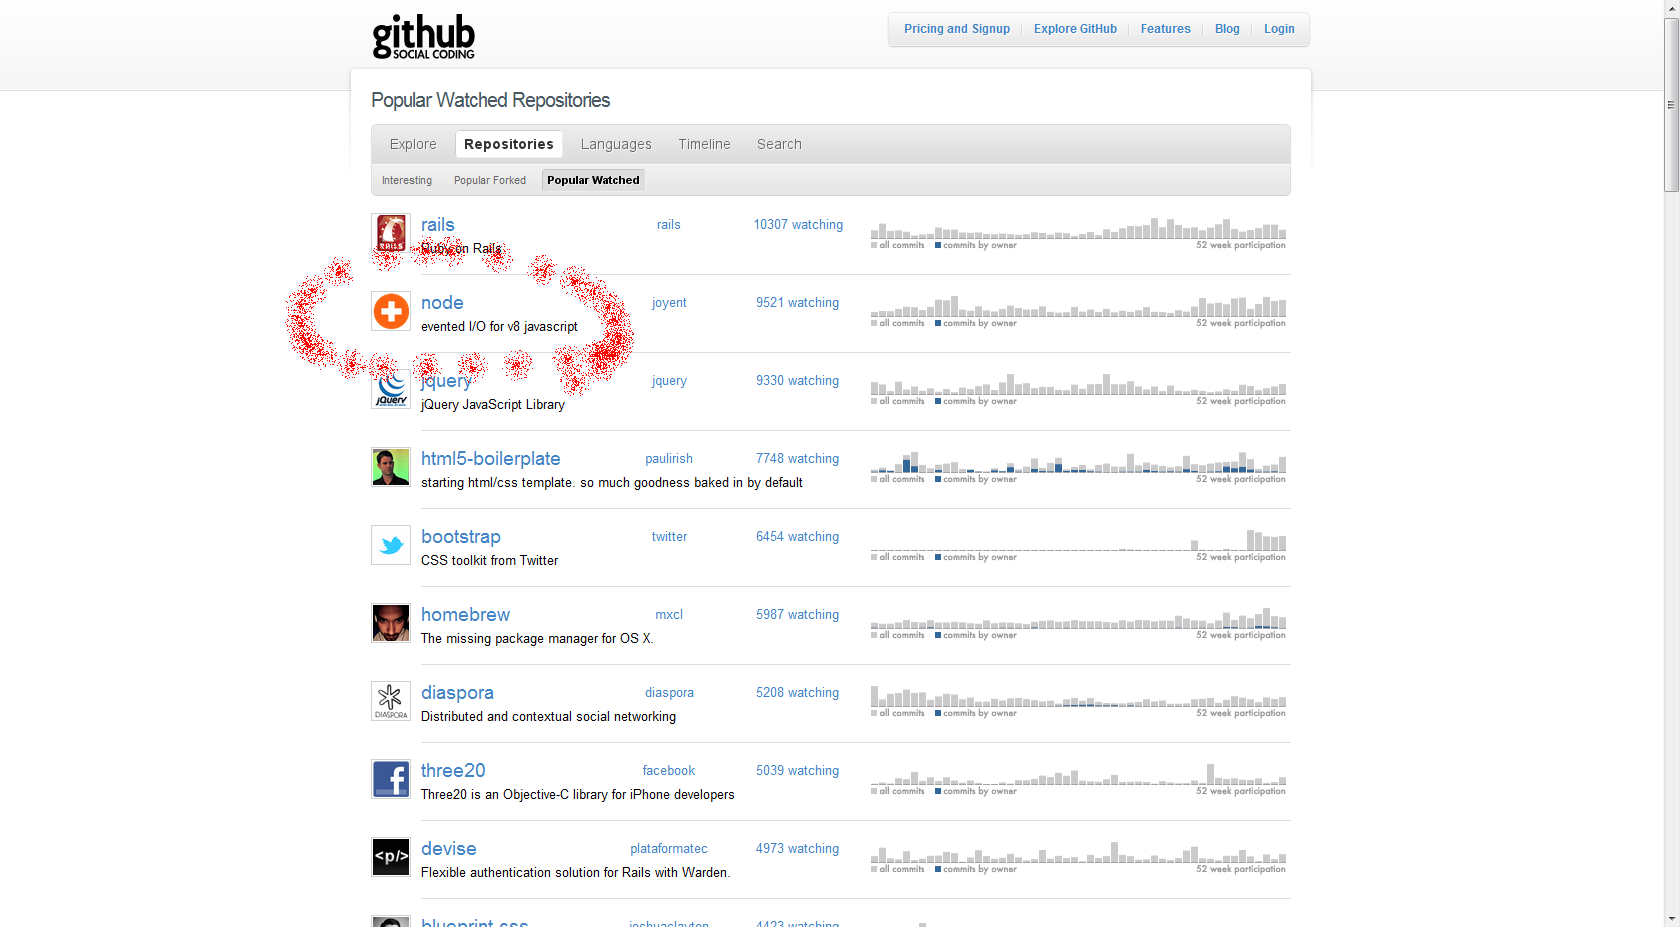 github
SOCIAL CODING
Pricing and Signup Explore GitHub Features Blog Login
Popular Watched Repositories
Explore Repositories Languages Timeline Search
Interesting Popular Forked Popular Watched
RAILS
rails rails 10307 watching
Ruby on Rails
all commits commits by owner 52 week participation
node joyent 9521 watching
evented I/O for v8 javascript
all commits commits by owner 52 week participation
jquery jquery 9330 watching
jQuery
jQuery JavaScript Library
all commits commits by owner 52 week participation
html5-boilerplate paulirish 7748 watching
starting html/css template. so much goodness baked in by default
all commits commits by owner 52 week participation
bootstrap twitter 6454 watching
CSS toolkit from Twitter
all commits commits by owner 52 week participation
homebrew mxcl 5987 watching
The missing package manager for OS X.
all commits commits by owner 52 week participation
diaspora diaspora 5208 watching
DIASPORA
Distributed and contextual social networking
all commits commits by owner 52 week participation
f
three20 facebook 5039 watching
Three20 is an Objective-C library for iPhone developers
all commits commits by owner 52 week participation
<p/>
devise plataformatec 4973 watching
Flexible authentication solution for Rails with Warden.
all commits commits by owner 52 week participation
blueprint-css joshuaclayton 4423 watching